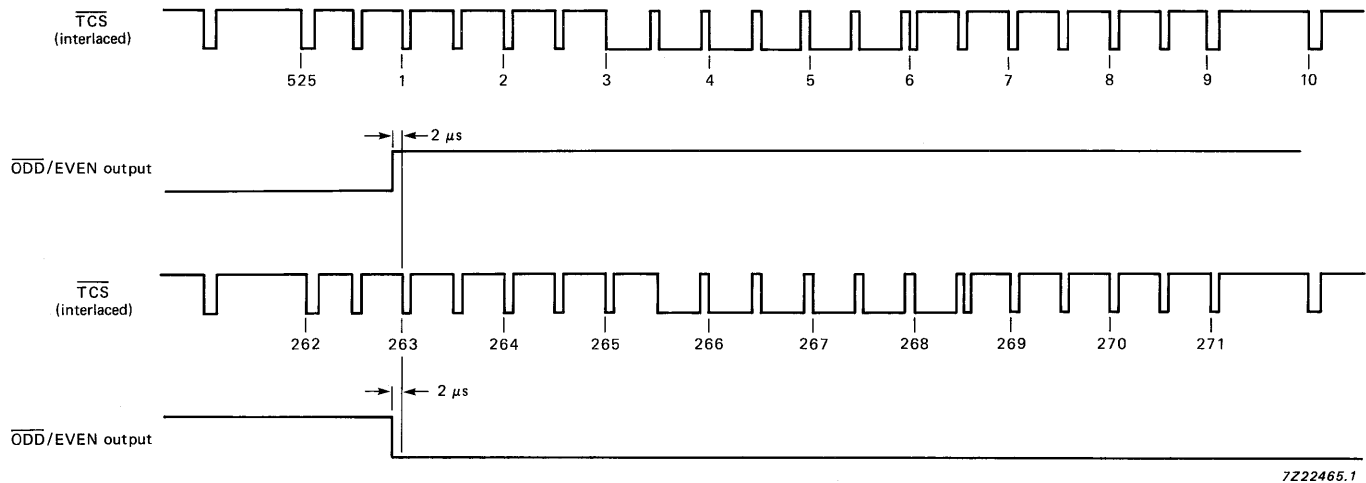 TCS
(interlaced)
525 1 2 3 4 5 6 7 8 9 10
2 μs
ODD/EVEN output
TCS
(interlaced)
262 263 264 265 266 267 268 269 270 271
2 μs
ODD/EVEN output
7Z22465.1